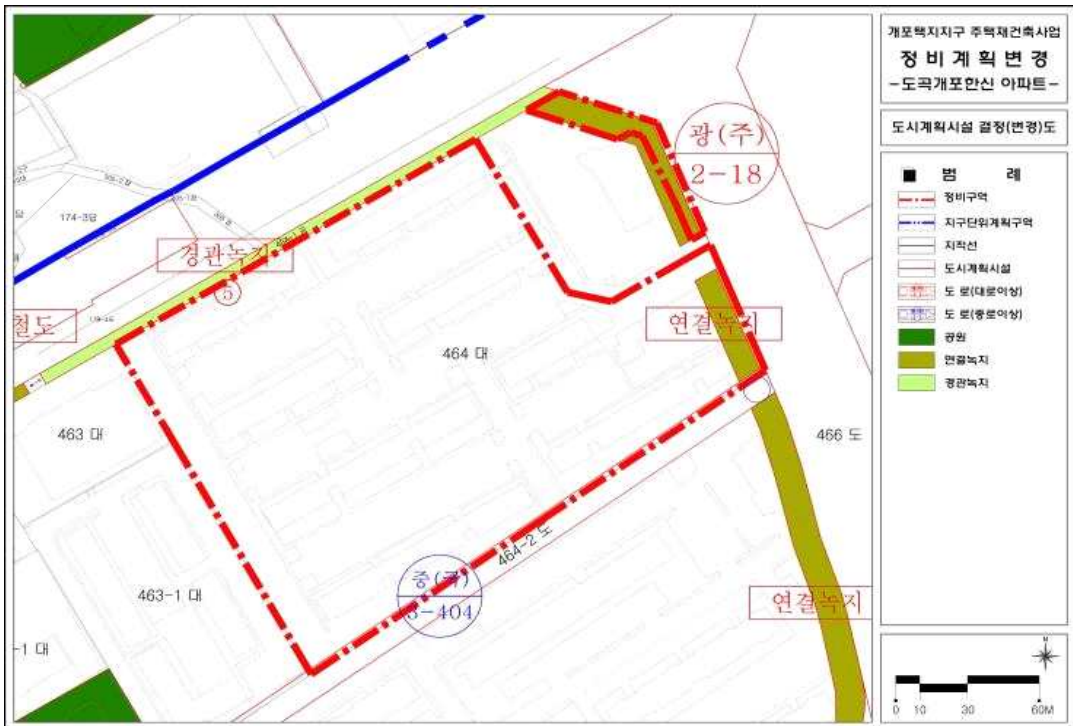 개포택지지구 주택재건축사업
정비계획변경
-도곡개포한신 아파트-
도시계획시설 결정(변경)도
■ 범 례
정비구역
지구단위계획구역
지적선
도시계획시설
도 로(대로이상)
도 로(중로이상)
공원
연결녹지
경관녹지
N
0 10 30 60M
광(주)
2-18
174-3답
경관녹지
5
철도
연결녹지
464 대
463 대
466 도
464-2 도
중(국)
3-404
463-1 대
연결녹지
-1 대